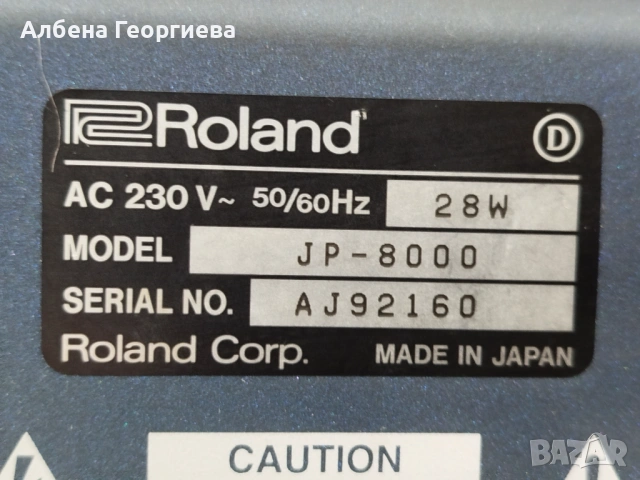 Албена Георгиева
Roland D
AC 230 V~ 50/60Hz 28W
MODEL JP-8000
SERIAL NO. AJ92160
Roland Corp. MADE IN JAPAN
CAUTION
BAZAR